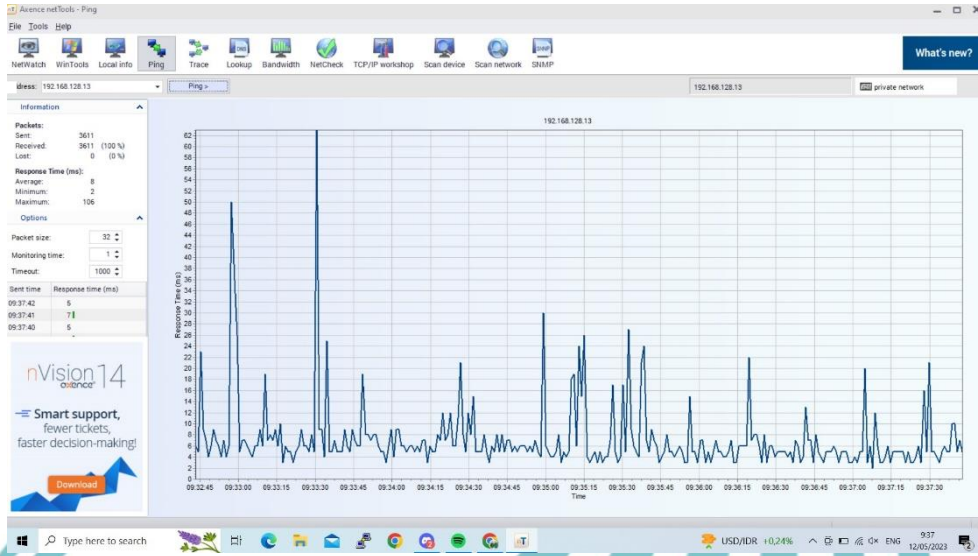 Axence netTools - Ping
File Tools Help
NetWatch WinTools Local info Ping Trace Lookup Bandwidth NetCheck TCP/IP workshop Scan device Scan network SNMP
What's new?
dress: 192.168.128.13 Ping > 192.168.128.13 private network
Information
Packets:
Sent: 3611
Received: 3611 (100 %)
Lost: 0 (0 %)
Response Time (ms):
Average: 8
Minimum: 2
Maximum: 106
Options
Packet size: 32
Monitoring time: 1
Timeout: 1000
Sent time Response time (ms)
09:37:42 5
09:37:41 7
09:37:40 5
nVision 14
axence
Smart support,
fewer tickets,
faster decision-making!
Download
192.168.128.13
Response Time (ms)
62
60
58
56
54
52
50
48
46
44
42
40
38
36
34
32
30
28
26
24
22
20
18
16
14
12
10
8
6
4
2
0
09:32:45 09:33:00 09:33:15 09:33:30 09:33:45 09:34:00 09:34:15 09:34:30 09:34:45 09:35:00 09:35:15 09:35:30 09:35:45 09:36:00 09:36:15 09:36:30 09:36:45 09:37:00 09:37:15 09:37:30
Time
Type here to search
USD/IDR +0,24% ENG
9:37
12/05/2023